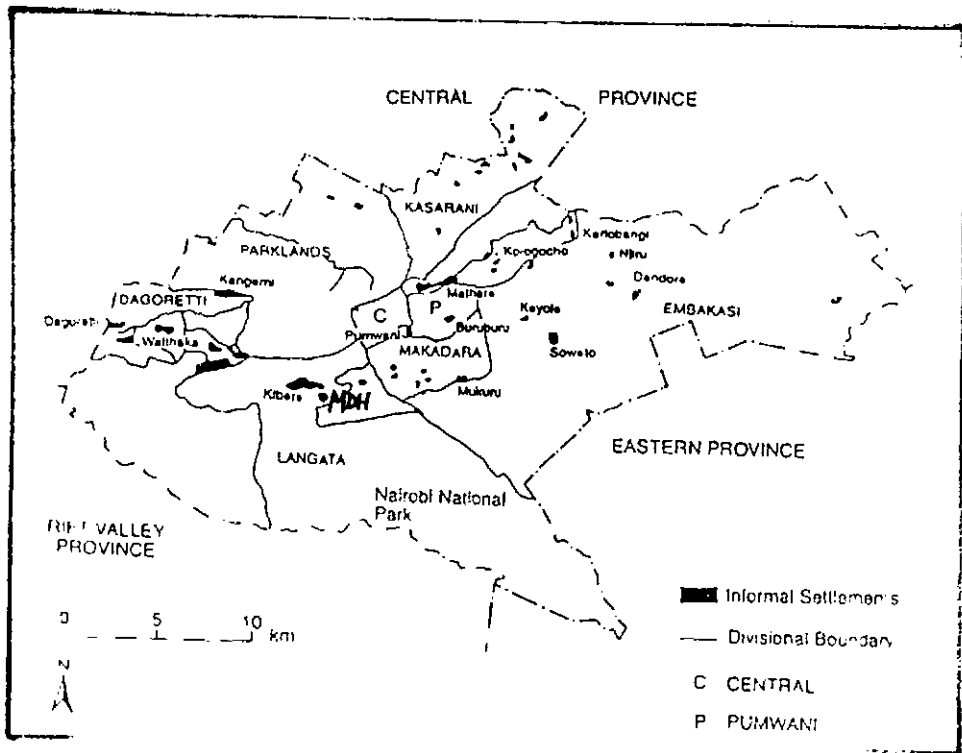 CENTRAL PROVINCE
KASARANI
PARKLANDS
Kariobangi
Korogocho
Njiru
Kangemi
Mathare
Dandora
DAGORETTI
C
P
Kayole
EMBAKASI
Dagoretti
Waithaka
Pumwani
Buruburu
MAKADARA
Soweto
Kibera
MDH
Mukuru
LANGATA
EASTERN PROVINCE
Nairobi National
Park
RIFT VALLEY
PROVINCE
0 5 10 km
N
Informal Settlements
Divisional Boundary
C CENTRAL
P PUMWANI